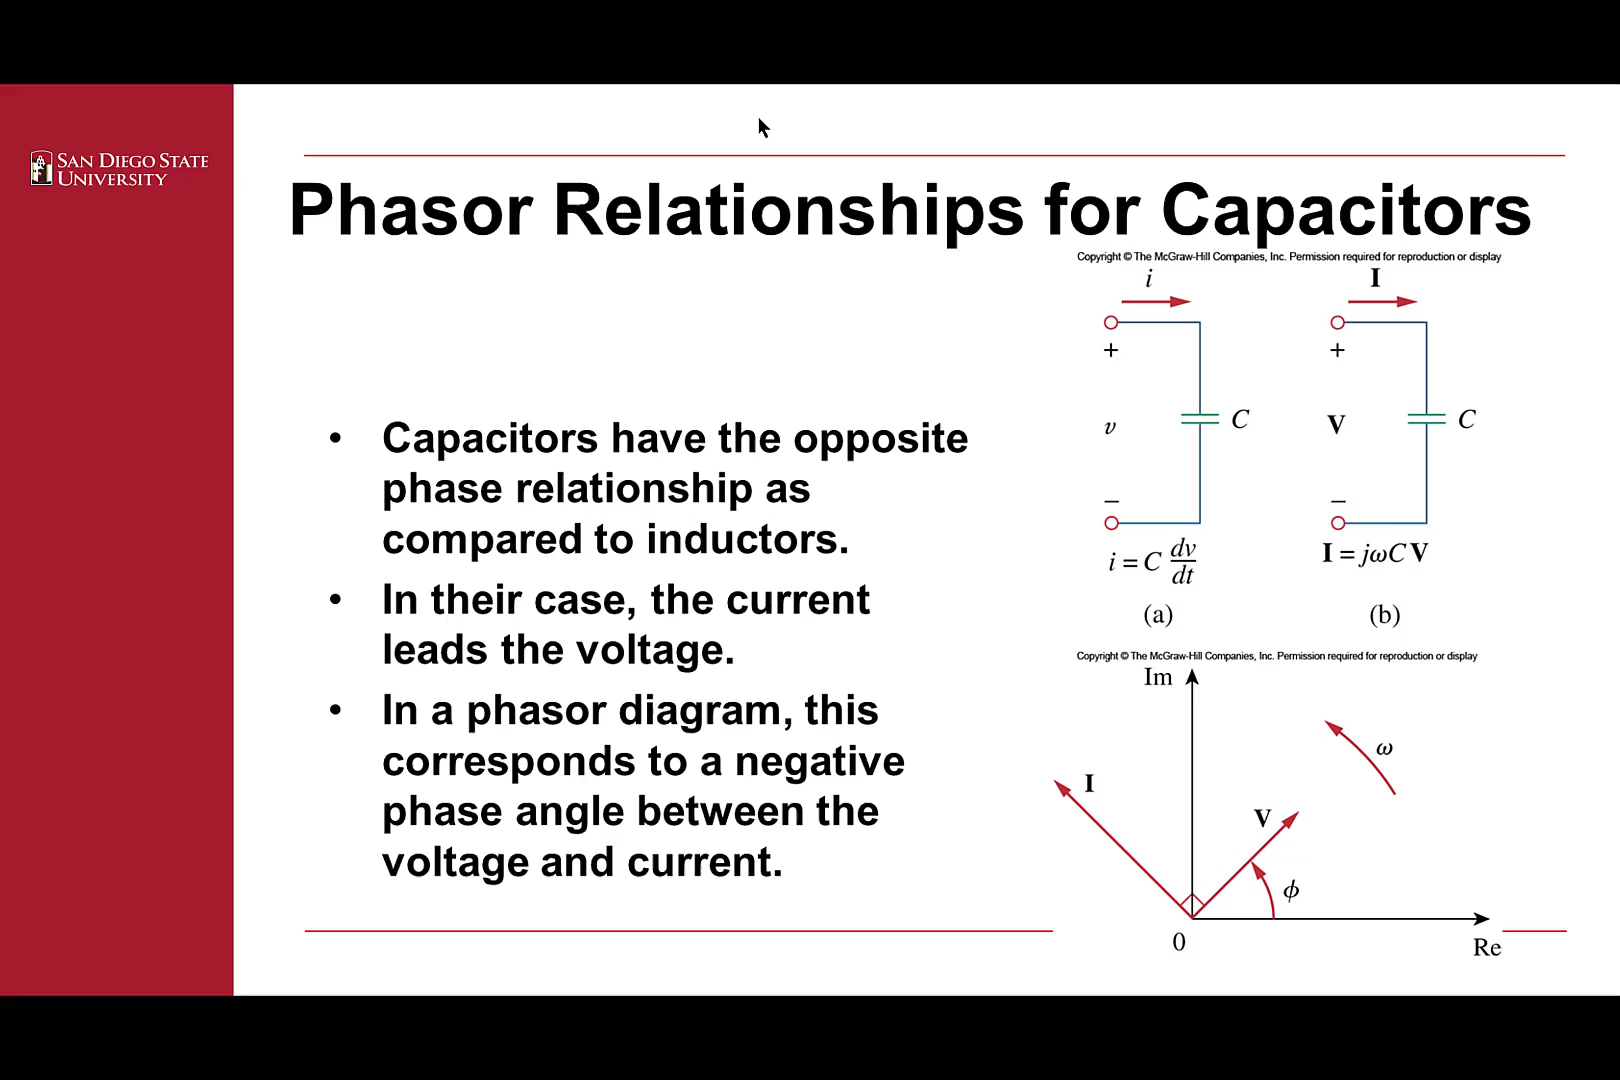 SAN DIEGO STATE
UNIVERSITY
Phasor Relationships for Capacitors
Copyright © The McGraw-Hill Companies, Inc. Permission required for reproduction or display
i
I
+
+
• Capacitors have the opposite
phase relationship as
compared to inductors.
• In their case, the current
leads the voltage.
• In a phasor diagram, this
corresponds to a negative
phase angle between the
voltage and current.
v
C
V
C
−
−
i = C dv/dt
I = jωCV
(a)
(b)
Copyright © The McGraw-Hill Companies, Inc. Permission required for reproduction or display
Im
ω
I
V
ϕ
0
Re